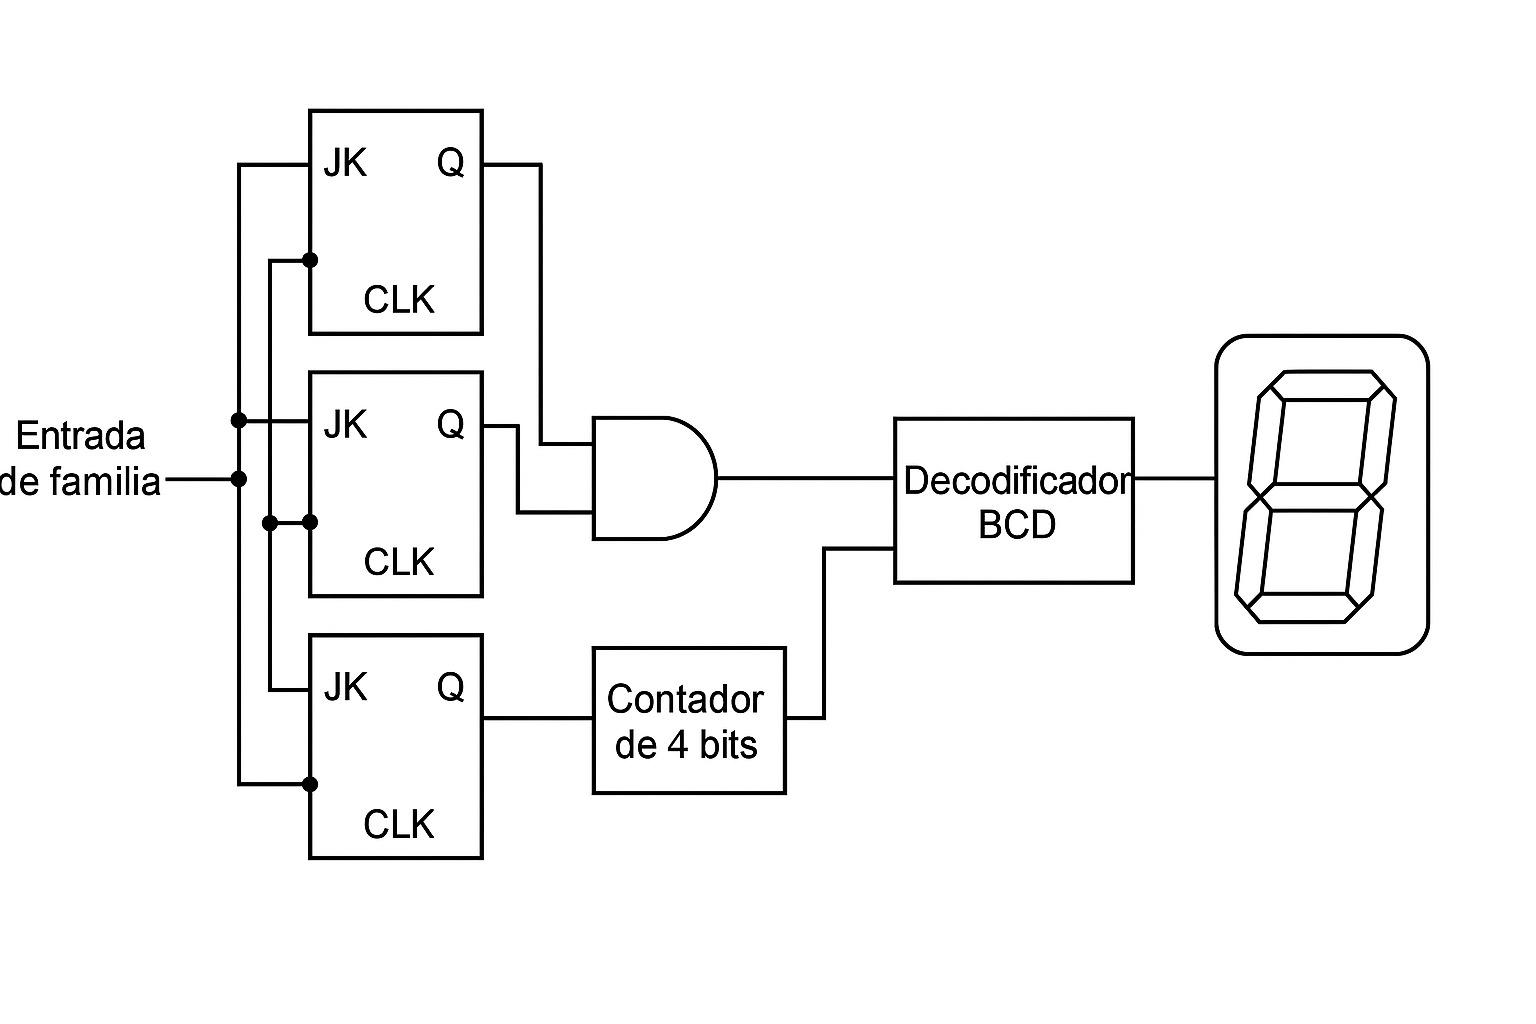 JK Q
CLK
JK Q
CLK
Entrada
de familia
JK Q
CLK
Contador
de 4 bits
Decodificador
BCD